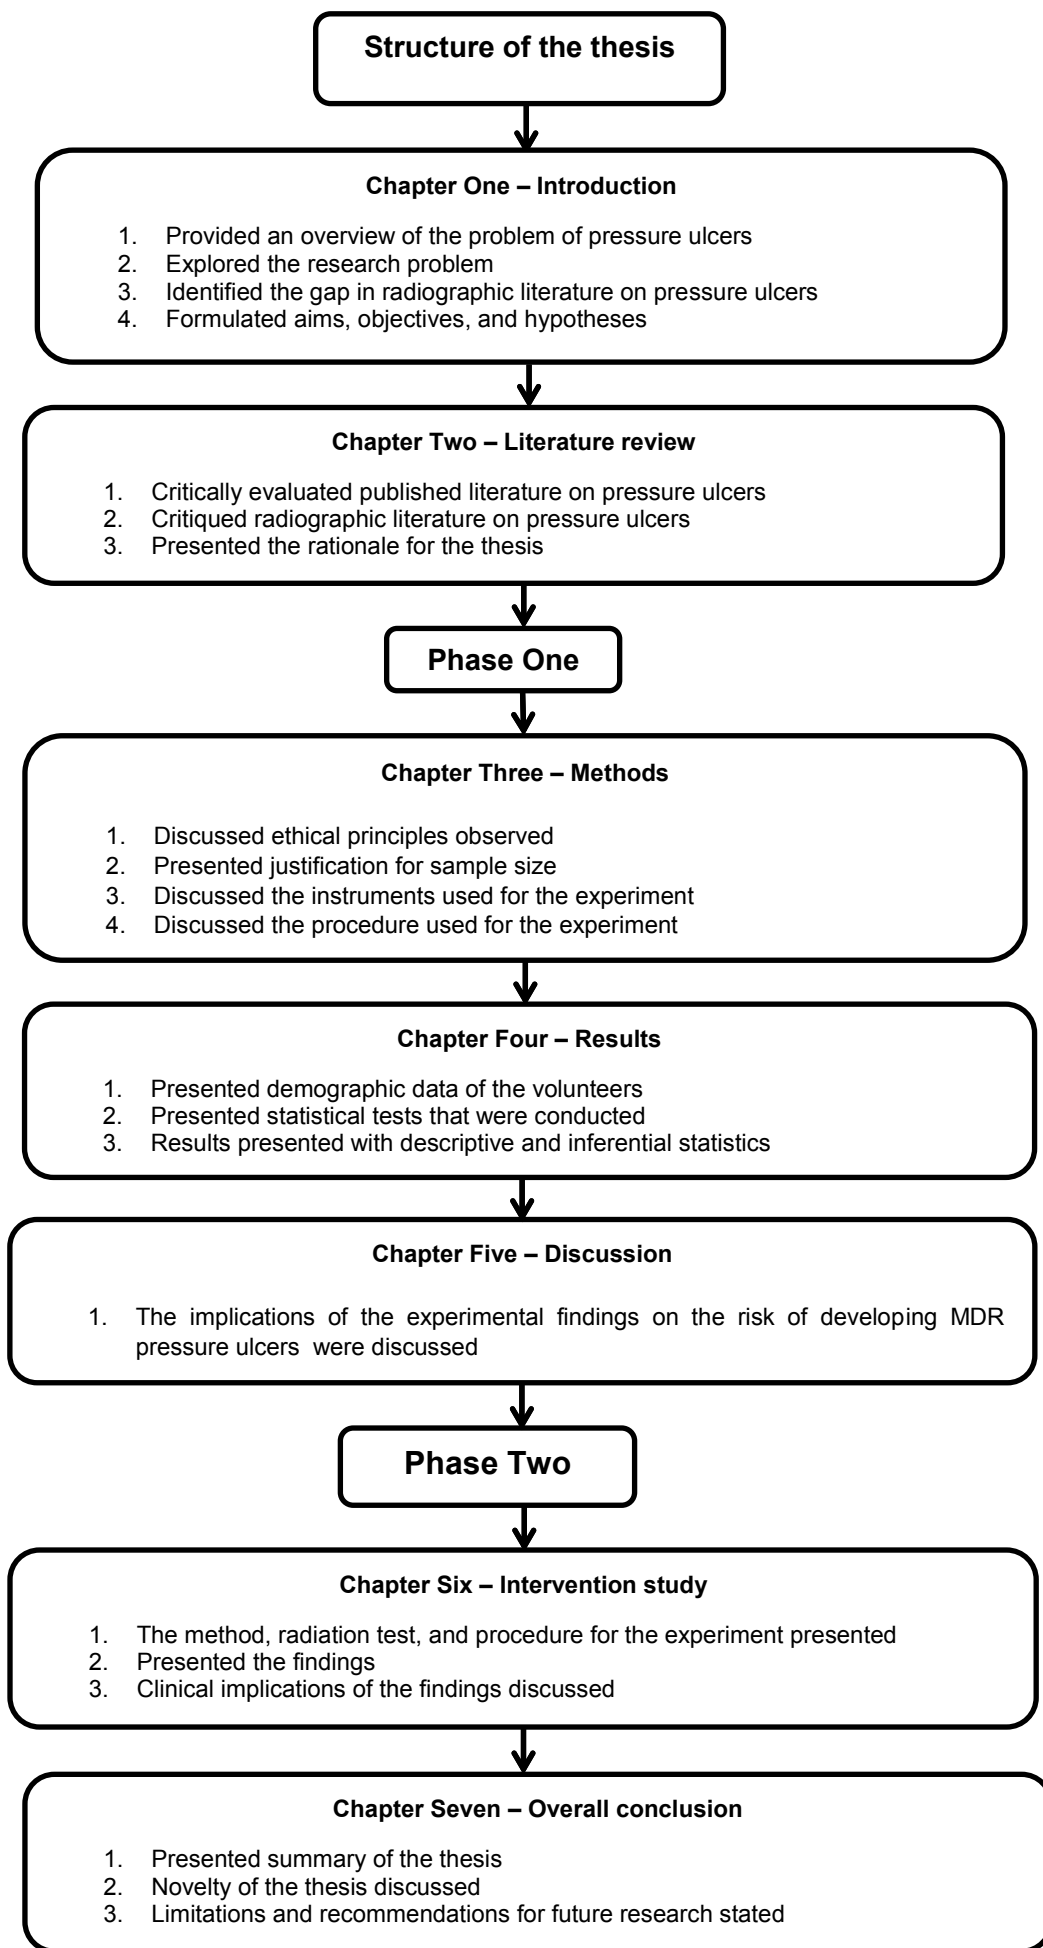 Structure of the thesis
Chapter One – Introduction
1. Provided an overview of the problem of pressure ulcers
2. Explored the research problem
3. Identified the gap in radiographic literature on pressure ulcers
4. Formulated aims, objectives, and hypotheses
Chapter Two – Literature review
1. Critically evaluated published literature on pressure ulcers
2. Critiqued radiographic literature on pressure ulcers
3. Presented the rationale for the thesis
Phase One
Chapter Three – Methods
1. Discussed ethical principles observed
2. Presented justification for sample size
3. Discussed the instruments used for the experiment
4. Discussed the procedure used for the experiment
Chapter Four – Results
1. Presented demographic data of the volunteers
2. Presented statistical tests that were conducted
3. Results presented with descriptive and inferential statistics
Chapter Five – Discussion
1. The implications of the experimental findings on the risk of developing MDR
pressure ulcers were discussed
Phase Two
Chapter Six – Intervention study
1. The method, radiation test, and procedure for the experiment presented
2. Presented the findings
3. Clinical implications of the findings discussed
Chapter Seven – Overall conclusion
1. Presented summary of the thesis
2. Novelty of the thesis discussed
3. Limitations and recommendations for future research stated